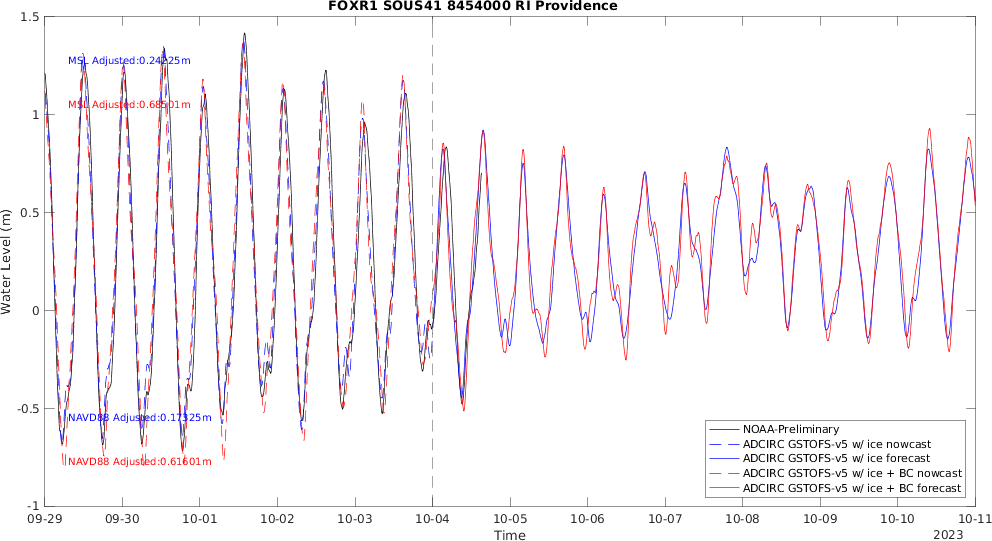 FOXR1 SOUS41 8454000 RI Providence
1.5
1
0.5
0
-0.5
-1
Water Level (m)
MSL Adjusted:0.24225m
MSL Adjusted:0.68501m
NAVD88 Adjusted:0.17325m
NAVD88 Adjusted:0.61601m
NOAA-Preliminary
ADCIRC GSTOFS-v5 w/ ice nowcast
ADCIRC GSTOFS-v5 w/ ice forecast
ADCIRC GSTOFS-v5 w/ ice + BC nowcast
ADCIRC GSTOFS-v5 w/ ice + BC forecast
09-29 09-30 10-01 10-02 10-03 10-04 10-05 10-06 10-07 10-08 10-09 10-10 10-11
Time
2023